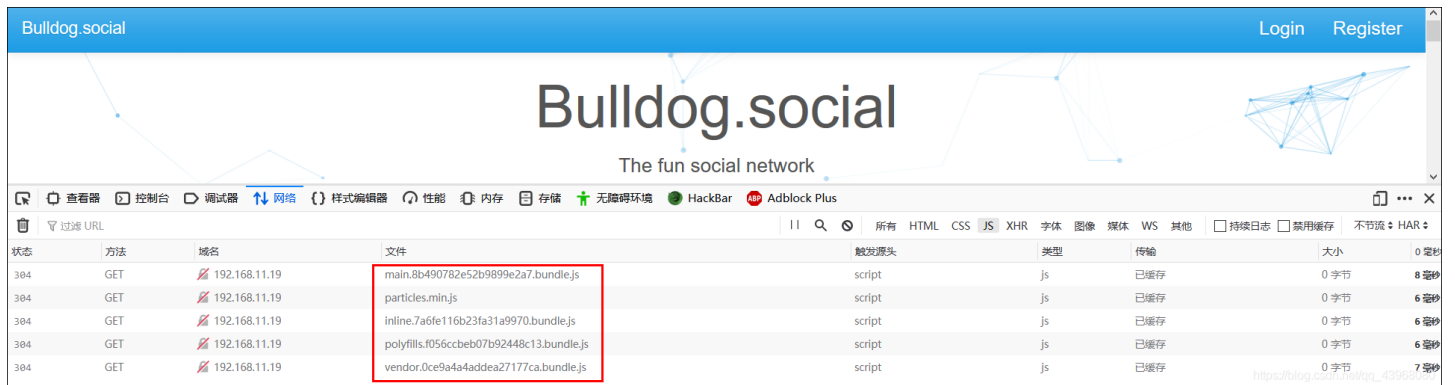 Bulldog.social Login Register
Bulldog.social
The fun social network
查看器 控制台 调试器 网络 样式编辑器 性能 内存 存储 无障碍环境 HackBar ABP Adblock Plus
过滤 URL 所有 HTML CSS JS XHR 字体 图像 媒体 WS 其他 持续日志 禁用缓存 不节流 HAR
状态 方法 域名 文件 触发源头 类型 传输 大小 0 毫秒
304 GET 192.168.11.19 main.8b490782e52b9899e2a7.bundle.js script js 已缓存 0 字节 8 毫秒
304 GET 192.168.11.19 particles.min.js script js 已缓存 0 字节 6 毫秒
304 GET 192.168.11.19 inline.7a6fe116b23fa31a9970.bundle.js script js 已缓存 0 字节 6 毫秒
304 GET 192.168.11.19 polyfills.f056ccbeb07b92448c13.bundle.js script js 已缓存 0 字节 6 毫秒
304 GET 192.168.11.19 vendor.0ce9a4a4addea27177ca.bundle.js script js 已缓存 0 字节 7 毫秒